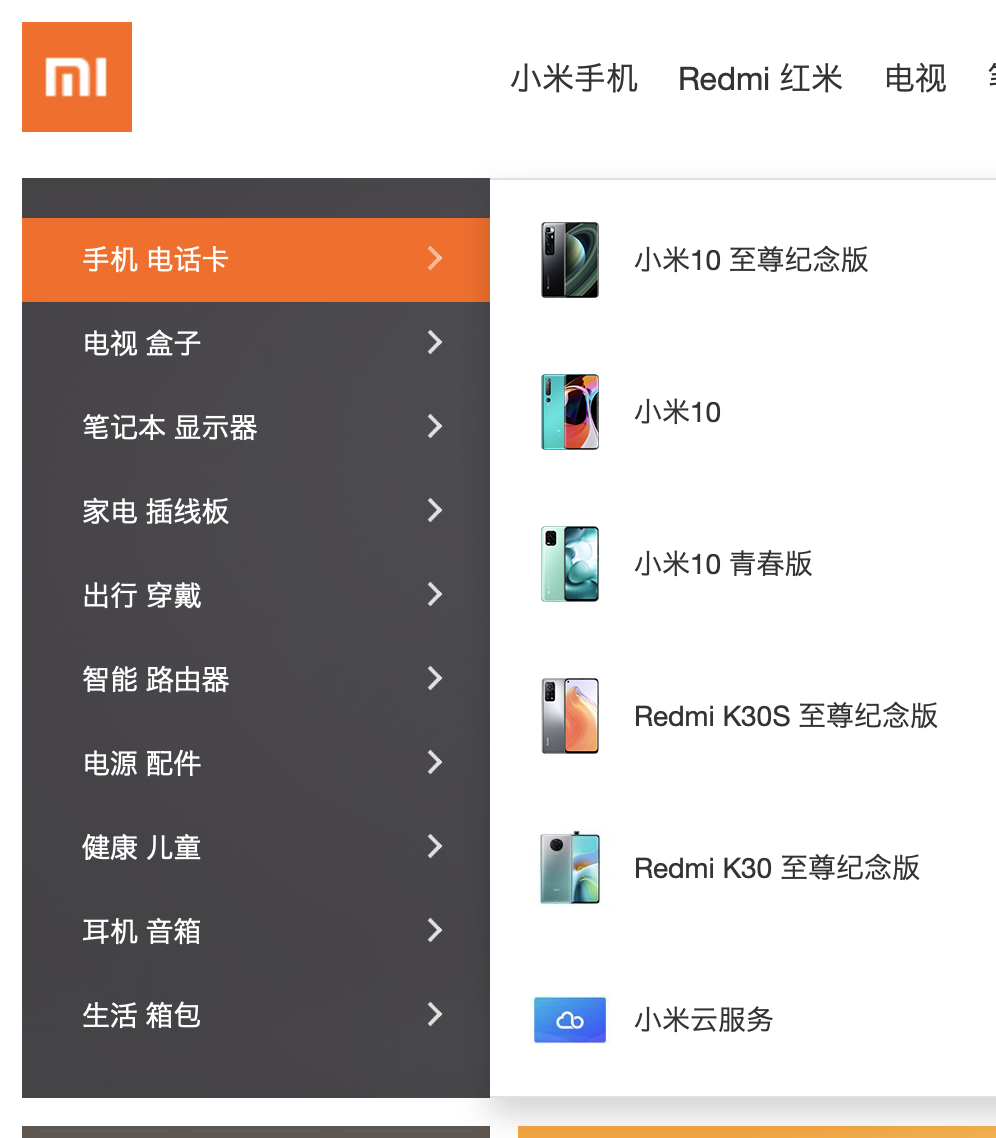 小米手机 Redmi 红米 电视
手机 电话卡
电视 盒子
笔记本 显示器
家电 插线板
出行 穿戴
智能 路由器
电源 配件
健康 儿童
耳机 音箱
生活 箱包
小米10 至尊纪念版
小米10
小米10 青春版
Redmi K30S 至尊纪念版
Redmi K30 至尊纪念版
小米云服务